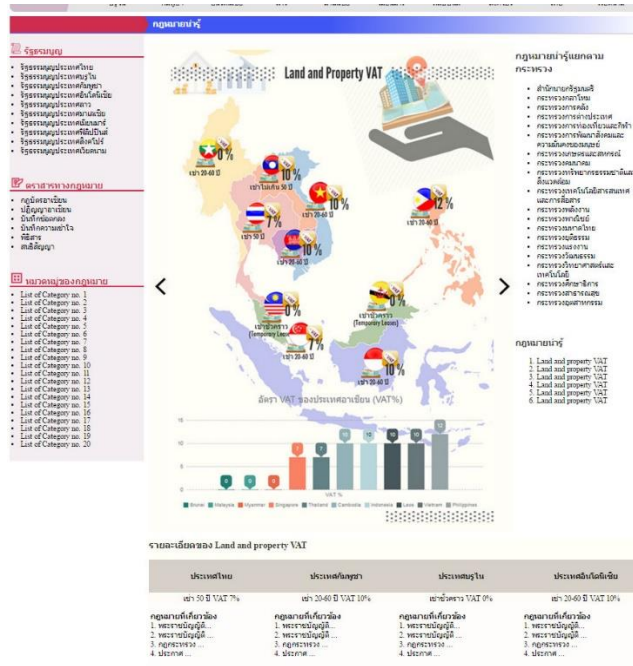 กฎหมายน่ารู้
รัฐธรรมนูญ
รัฐธรรมนูญประเทศไทย
รัฐธรรมนูญประเทศบรูไน
รัฐธรรมนูญประเทศกัมพูชา
รัฐธรรมนูญประเทศอินโดนีเซีย
รัฐธรรมนูญประเทศลาว
รัฐธรรมนูญประเทศมาเลเซีย
รัฐธรรมนูญประเทศเมียนมาร์
รัฐธรรมนูญประเทศฟิลิปปินส์
รัฐธรรมนูญประเทศสิงคโปร์
รัฐธรรมนูญประเทศเวียดนาม
ตราสารทางกฎหมาย
กฎบัตรอาเซียน
ปฏิญญาอาเซียน
บันทึกข้อตกลง
บันทึกความเข้าใจ
พิธีสาร
สนธิสัญญา
หมวดหมู่ของกฎหมาย
List of Category no. 1
List of Category no. 2
List of Category no. 3
List of Category no. 4
List of Category no. 5
List of Category no. 6
List of Category no. 7
List of Category no. 8
List of Category no. 9
List of Category no. 10
List of Category no. 11
List of Category no. 12
List of Category no. 13
List of Category no. 14
List of Category no. 15
List of Category no. 16
List of Category no. 17
List of Category no. 18
List of Category no. 19
List of Category no. 20
Land and Property VAT
0 %
เช่า 20-60 ปี
10 %
เช่าไม่เกิน 50 ปี
10 %
เช่า 20-60 ปี
7 %
เช่า 50 ปี
12 %
เช่า 20-60 ปี
10 %
เช่า 20-60 ปี
0 %
เช่าชั่วคราว
(Temporary Lease)
0 %
เช่าชั่วคราว
(Temporary Lease)
7 %
เช่า 20-60 ปี
10 %
เช่า 20-60 ปี
อัตรา VAT ของประเทศอาเซียน (VAT%)
15
10
5
0
0 0 0 7 7 10 10 10 10 12
VAT %
Brunei Malaysia Myanmar Singapore Thailand Cambodia Indonesia Laos Vietnam Philippines
กฎหมายน่ารู้แยกตาม
กระทรวง
สำนักนายกรัฐมนตรี
กระทรวงกลาโหม
กระทรวงการคลัง
กระทรวงการต่างประเทศ
กระทรวงการท่องเที่ยวและกีฬา
กระทรวงการพัฒนาสังคมและ
ความมั่นคงของมนุษย์
กระทรวงเกษตรและสหกรณ์
กระทรวงคมนาคม
กระทรวงทรัพยากรธรรมชาติและ
สิ่งแวดล้อม
กระทรวงเทคโนโลยีสารสนเทศ
และการสื่อสาร
กระทรวงพลังงาน
กระทรวงพาณิชย์
กระทรวงมหาดไทย
กระทรวงยุติธรรม
กระทรวงแรงงาน
กระทรวงวัฒนธรรม
กระทรวงวิทยาศาสตร์และ
เทคโนโลยี
กระทรวงศึกษาธิการ
กระทรวงสาธารณสุข
กระทรวงอุตสาหกรรม
กฎหมายน่ารู้
1. Land and property VAT
2. Land and property VAT
3. Land and property VAT
4. Land and property VAT
5. Land and property VAT
6. Land and property VAT
รายละเอียดของ Land and property VAT
ประเทศไทย ประเทศกัมพูชา ประเทศบรูไน ประเทศอินโดนีเซีย
เช่า 50 ปี VAT 7% เช่า 20-60 ปี VAT 10% เช่าชั่วคราว VAT 0% เช่า 20-60 ปี VAT 10%
กฎหมายที่เกี่ยวข้อง กฎหมายที่เกี่ยวข้อง กฎหมายที่เกี่ยวข้อง กฎหมายที่เกี่ยวข้อง
1. พระราชบัญญัติ... 1. พระราชบัญญัติ... 1. พระราชบัญญัติ... 1. พระราชบัญญัติ...
2. พระราชบัญญัติ ... 2. พระราชบัญญัติ ... 2. พระราชบัญญัติ ... 2. พระราชบัญญัติ ...
3. กฎกระทรวง ... 3. กฎกระทรวง ... 3. กฎกระทรวง ... 3. กฎกระทรวง ...
4. ประกาศ ... 4. ประกาศ ... 4. ประกาศ ... 4. ประกาศ ...